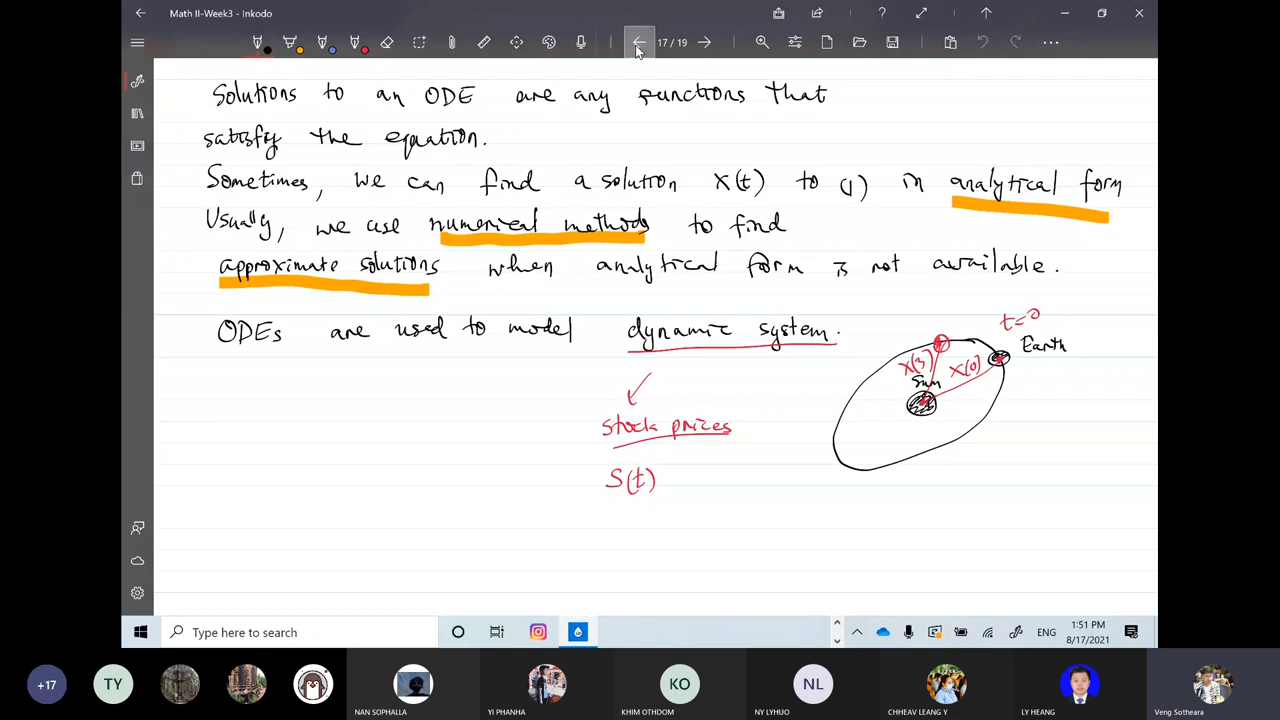 Math II-Week3 - Inkodo
17 / 19
Solutions to an ODE are any functions that
satisfy the equation.
Sometimes, we can find a solution X(t) to (1) in analytical form
Usually, we use numerical methods to find
approximate solutions when analytical form is not available.
ODEs are used to model dynamic system.
t=0
Earth
X(3)
X(0)
Sun
Stock prices
S(t)
Type here to search
ENG
1:51 PM
8/17/2021
+17
TY
KO
NL
NAN SOPHALLA
YI PHANHA
KHIM OTHDOM
NY LYHUO
CHHEAV LEANG Y
LY HEANG
Veng Sotheara